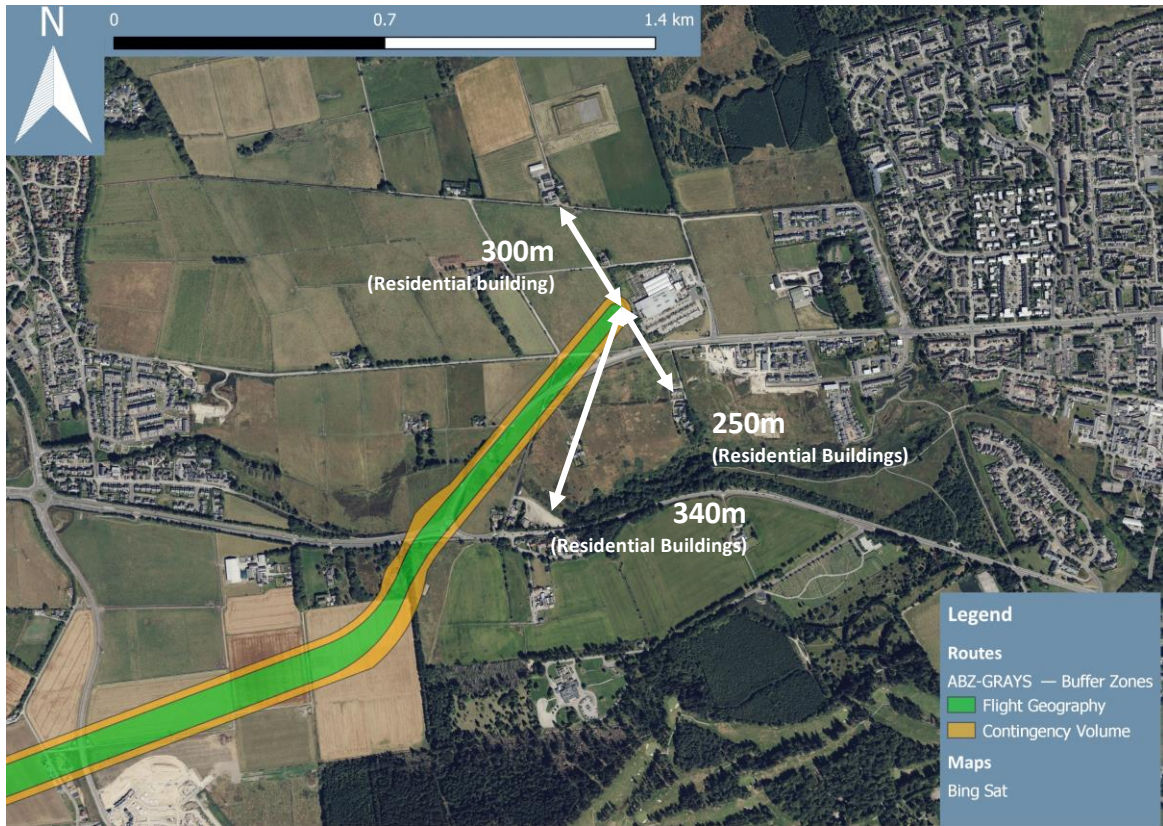 N
0 0.7 1.4 km
300m
(Residential building)
250m
(Residential Buildings)
340m
(Residential Buildings)
Legend
Routes
ABZ-GRAYS — Buffer Zones
Flight Geography
Contingency Volume
Maps
Bing Sat